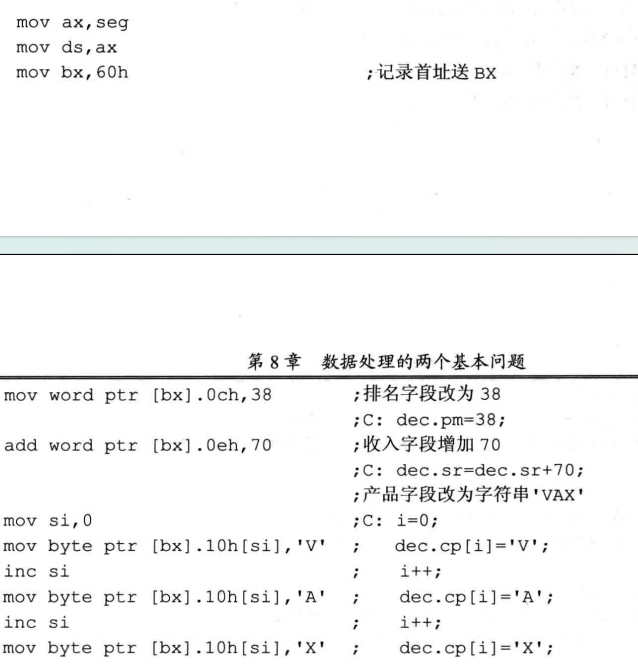 mov ax,seg
mov ds,ax
mov bx,60h ;记录首址送 BX
第 8 章 数据处理的两个基本问题
mov word ptr [bx].0ch,38 ;排名字段改为 38
;C: dec.pm=38;
add word ptr [bx].0eh,70 ;收入字段增加 70
;C: dec.sr=dec.sr+70;
;产品字段改为字符串'VAX'
mov si,0 ;C: i=0;
mov byte ptr [bx].10h[si],'V' ; dec.cp[i]='V';
inc si ; i++;
mov byte ptr [bx].10h[si],'A' ; dec.cp[i]='A';
inc si ; i++;
mov byte ptr [bx].10h[si],'X' ; dec.cp[i]='X';